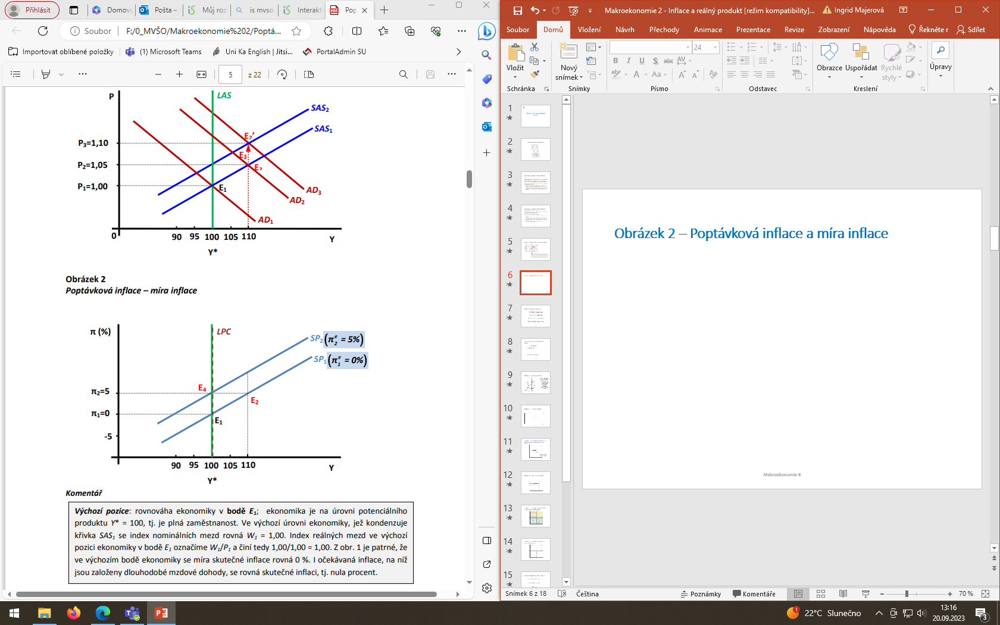 Přihlásit
Domovs
Pošta –
Můj roz
is mvso
Interakt
Pop
Soubor
F:/0_MVŠO/Makroekonomie%202/Poptá...
Importovat oblíbené položky
(1) Microsoft Teams
Uni Ka English | Jitsi...
PortalAdmin SU
5
z 22
P
LAS
SAS2
SAS1
P3=1,10
E2'
E3
P2=1,05
E2
P1=1,00
E1
AD3
AD2
AD1
0
90 95 100 105 110
Y
Y*
Obrázek 2
Poptávková inflace – míra inflace
π (%)
LPC
SP2 (π2e = 5%)
SP1 (π1e = 0%)
π2=5
E4
E2
π1=0
E1
-5
90 95 100 105 110
Y
Y*
Komentář
Výchozí pozice: rovnováha ekonomiky v bodě E1; ekonomika je na úrovni potenciálního
produktu Y* = 100, tj. je plná zaměstnanost. Ve výchozí úrovni ekonomiky, jež kondenzuje
křivka SAS1 se index nominálních mezd rovná W1 = 1,00. Index reálných mezd ve výchozí
pozici ekonomiky v bodě E1 označíme W1/P1 a činí tedy 1,00/1,00 = 1,00. Z obr. 1 je patrné, že
ve výchozím bodě ekonomiky se míra skutečné inflace rovná 0 %. I očekávaná inflace, na níž
jsou založeny dlouhodobé mzdové dohody, se rovná skutečné inflaci, tj. nula procent.
Makroekonomie 2 - Inflace a reálný produkt [režim kompatibility]...
Ingrid Majerová
Soubor
Domů
Vložení
Návrh
Přechody
Animace
Prezentace
Revize
Zobrazení
Nápověda
Řekněte r
Sdílet
Vložit
Nový
snímek
24
B I U S abc AV
Aa
Obrazce
Uspořádat
Rychlé
styly
Úpravy
Schránka
Snímky
Písmo
Odstavec
Kreslení
1
2
3
4
5
6
7
8
9
10
11
12
13
14
15
Obrázek 2 – Poptávková inflace a míra inflace
Makroekonomie B
Snímek 6 z 18
Čeština
Poznámky
Komentáře
70 %
22°C Slunečno
13:16
20.09.2023
3